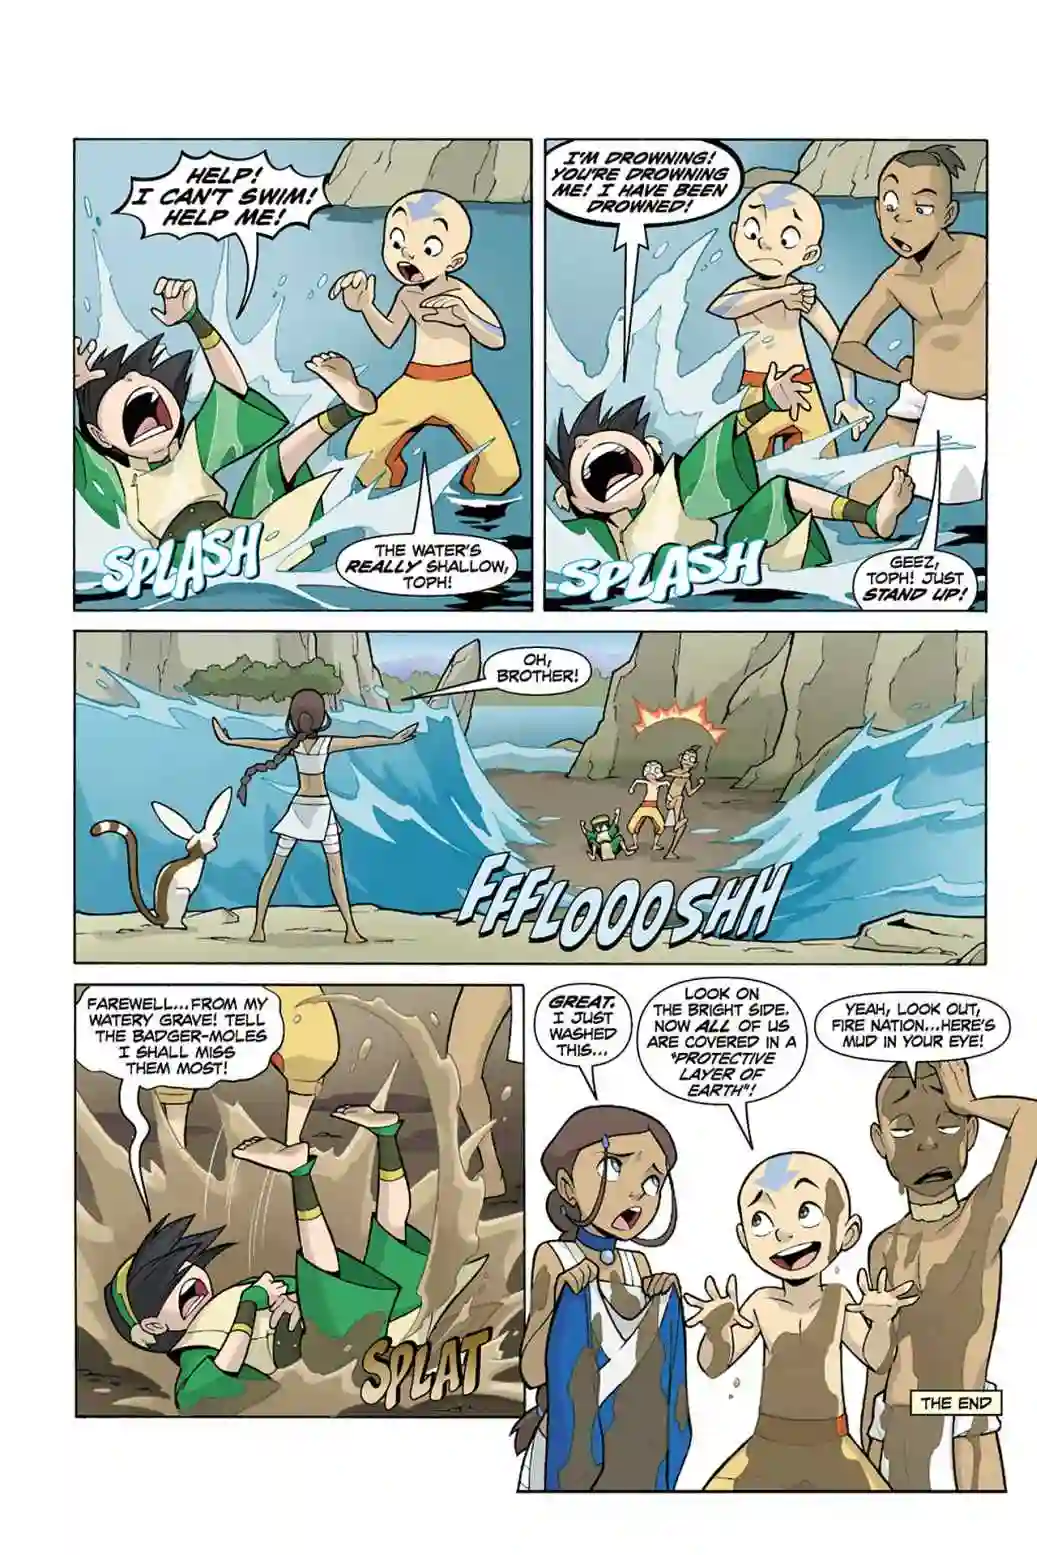 HELP!
I CAN'T SWIM!
HELP ME!
THE WATER'S
REALLY SHALLOW,
TOPH!
SPLASH
I'M DROWNING!
YOU'RE DROWNING
ME! I HAVE BEEN
DROWNED!
GEEZ,
TOPH! JUST
STAND UP!
SPLASH
OH,
BROTHER!
FFFLOOOSHH
FAREWELL...FROM MY
WATERY GRAVE! TELL
THE BADGER-MOLES
I SHALL MISS
THEM MOST!
SPLAT
GREAT.
I JUST
WASHED
THIS...
LOOK ON
THE BRIGHT SIDE.
NOW ALL OF US
ARE COVERED IN A
"PROTECTIVE
LAYER OF
EARTH"!
YEAH, LOOK OUT,
FIRE NATION...HERE'S
MUD IN YOUR EYE!
THE END